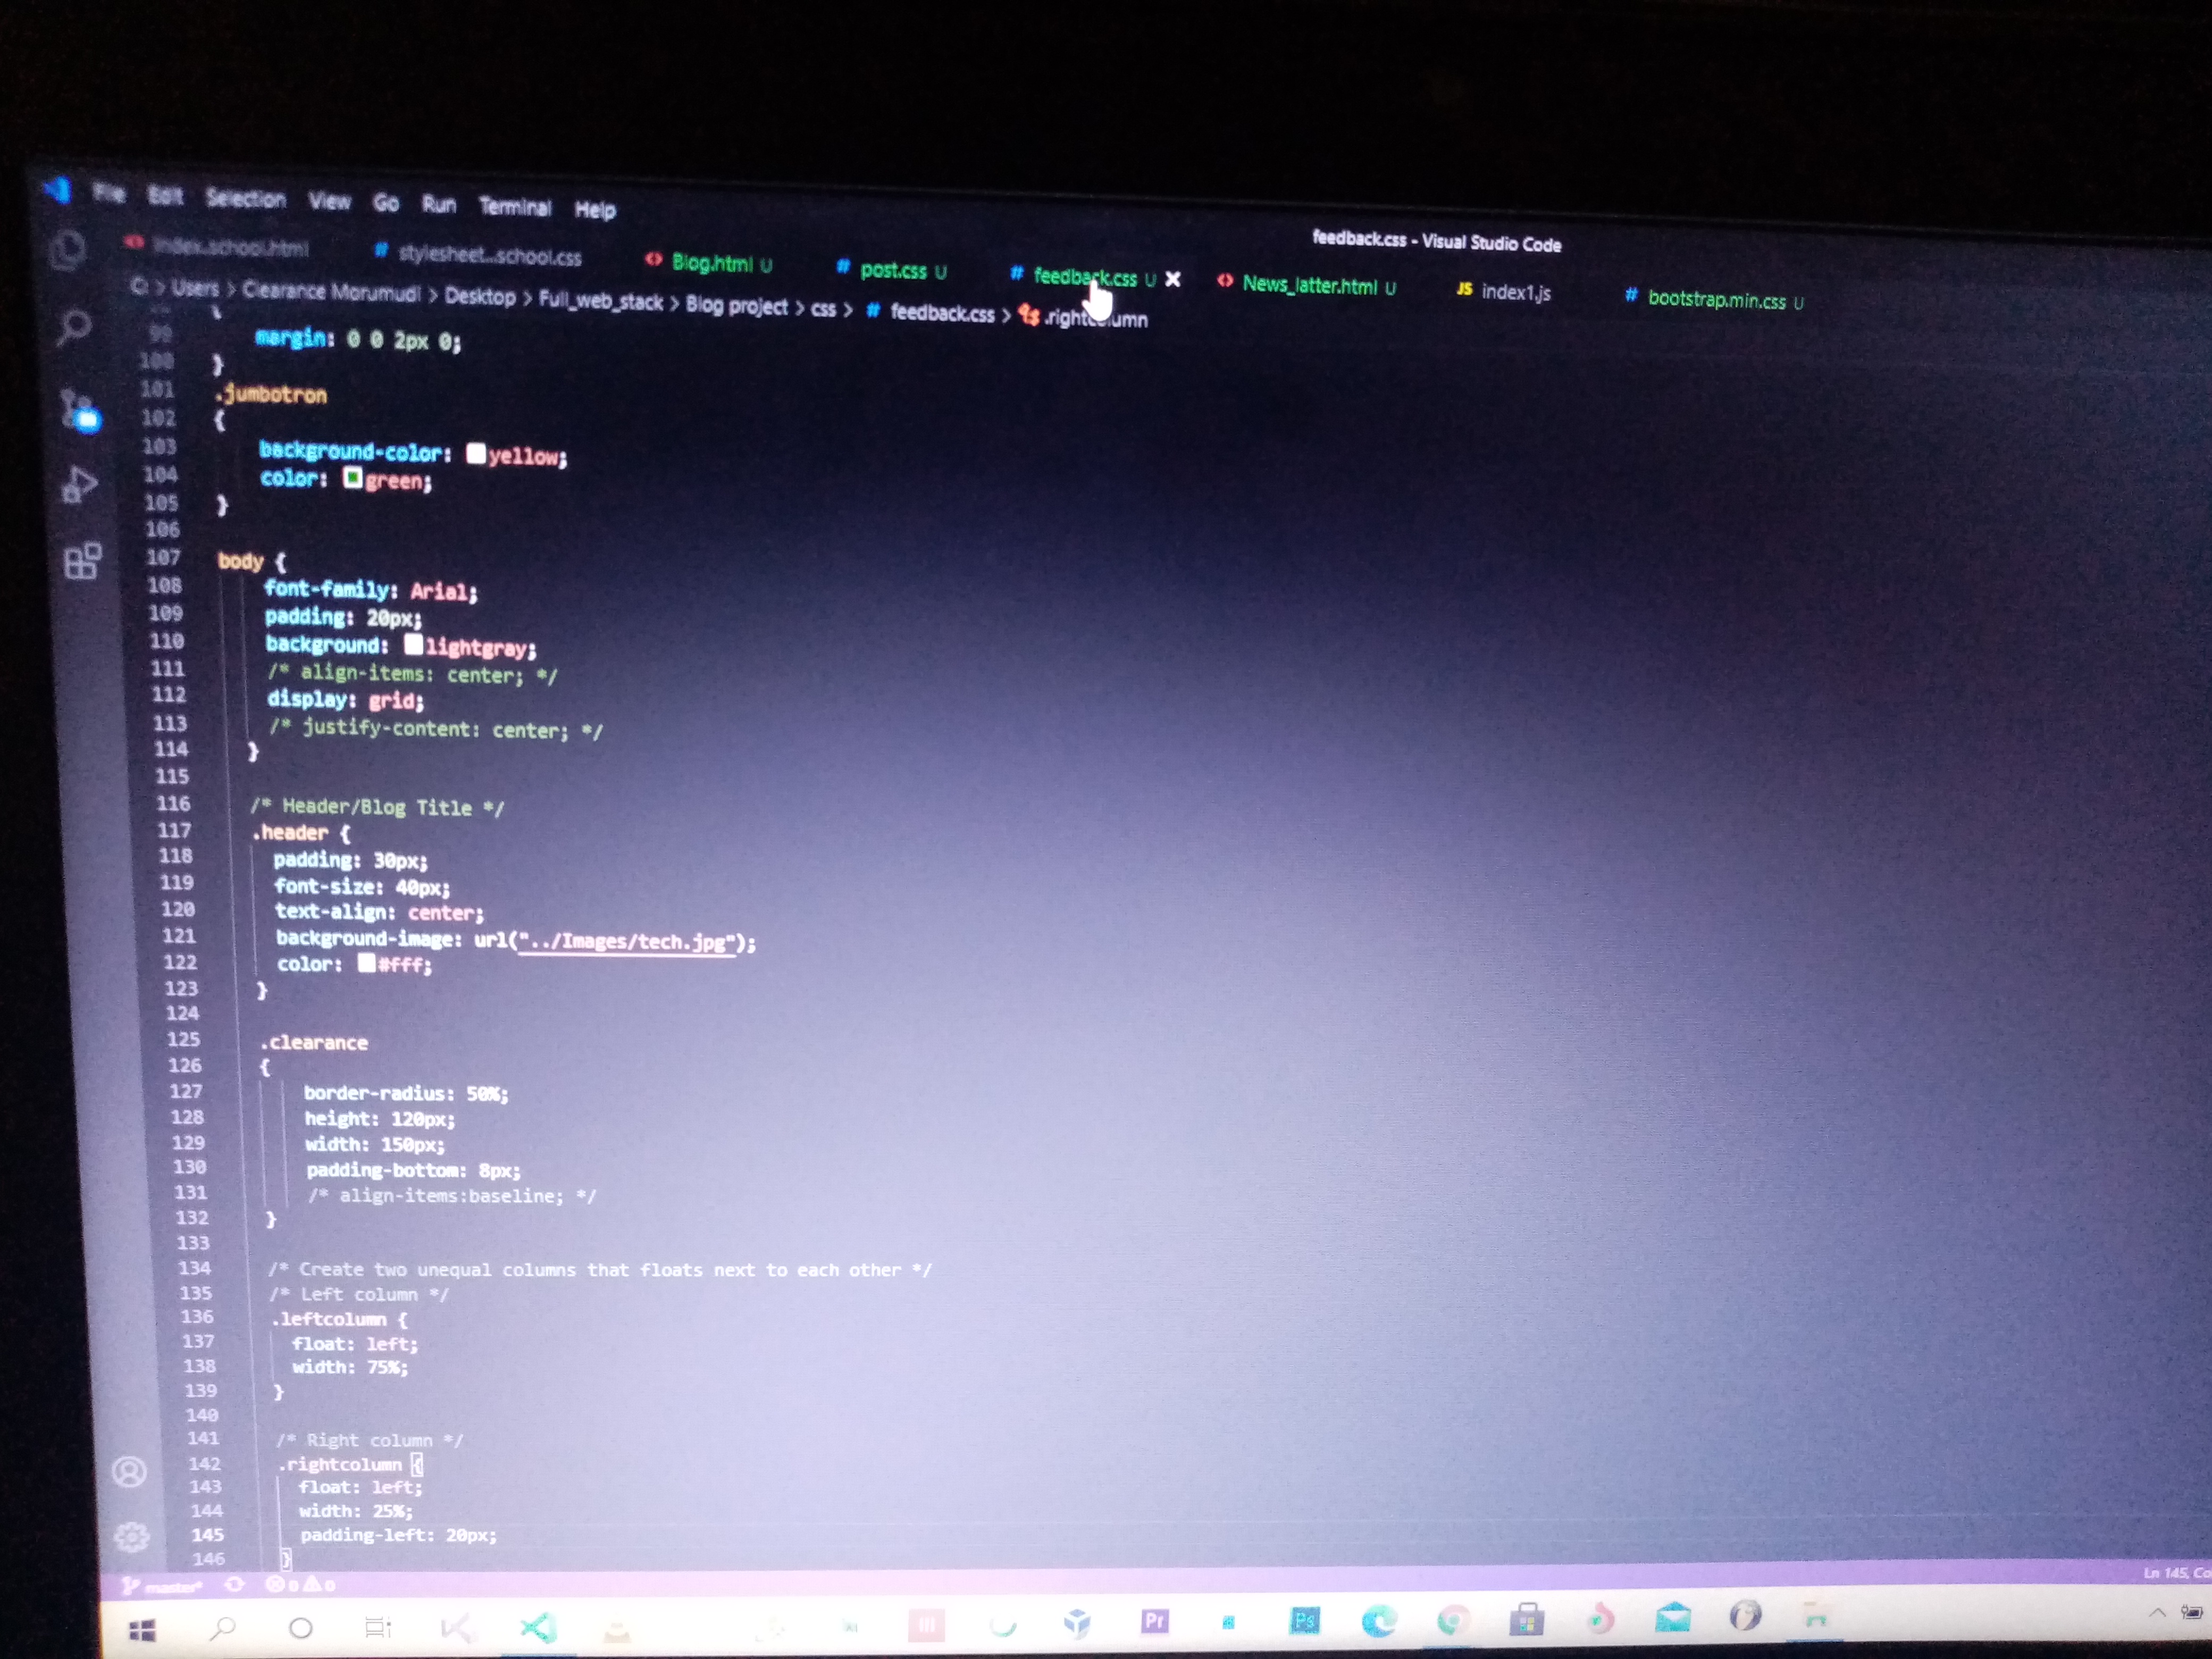 File Edit Selection View Go Run Terminal Help
feedback.css - Visual Studio Code
index.school.html # stylesheet...school.css Blog.html U # post.css U # feedback.css U News_latter.html U JS index1.js # bootstrap.min.css U
C: > Users > Clearance Morumudi > Desktop > Full_web_stack > Blog project > css > # feedback.css > .rightcolumn
{
99 margin: 0 0 2px 0;
100 }
101 .jumbotron
102 {
103 background-color: yellow;
104 color: green;
105 }
106
107 body {
108 font-family: Arial;
109 padding: 20px;
110 background: lightgray;
111 /* align-items: center; */
112 display: grid;
113 /* justify-content: center; */
114 }
115
116 /* Header/Blog Title */
117 .header {
118 padding: 30px;
119 font-size: 40px;
120 text-align: center;
121 background-image: url("../Images/tech.jpg");
122 color: #fff;
123 }
124
125 .clearance
126 {
127 border-radius: 50%;
128 height: 120px;
129 width: 150px;
130 padding-bottom: 8px;
131 /* align-items:baseline; */
132 }
133
134 /* Create two unequal columns that floats next to each other */
135 /* Left column */
136 .leftcolumn {
137 float: left;
138 width: 75%;
139 }
140
141 /* Right column */
142 .rightcolumn {
143 float: left;
144 width: 25%;
145 padding-left: 20px;
146 }
master* 0 0 Ln 145, Co
Pr Ps